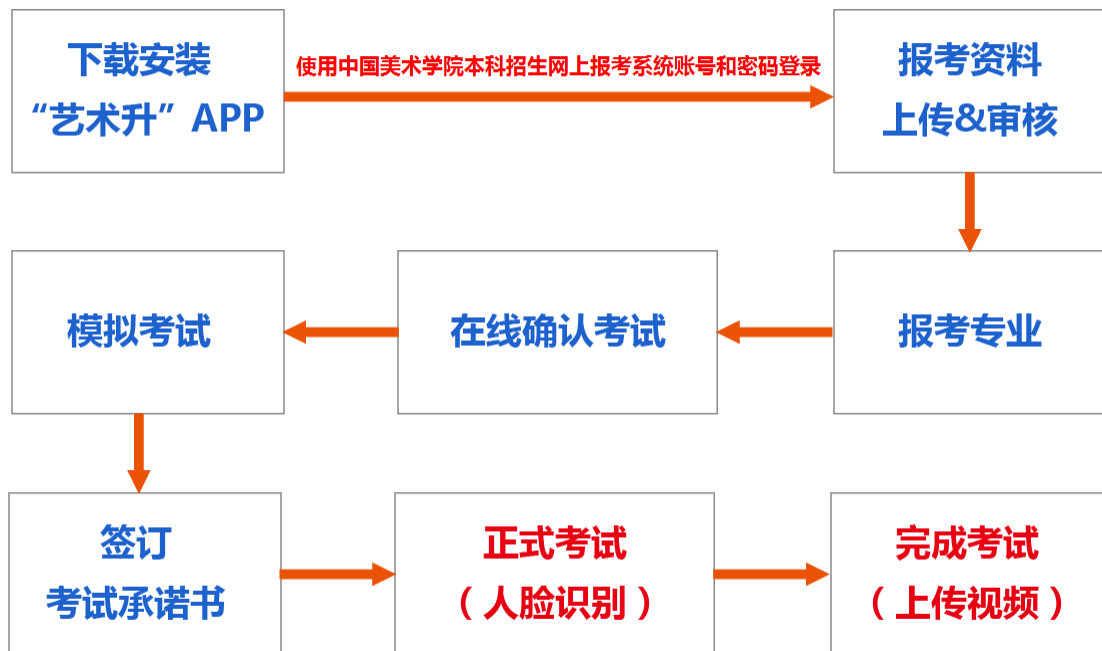 下载安装
“艺术升”APP
使用中国美术学院本科招生网上报考系统账号和密码登录
报考资料
上传&审核
报考专业
在线确认考试
模拟考试
签订
考试承诺书
正式考试
（人脸识别）
完成考试
（上传视频）